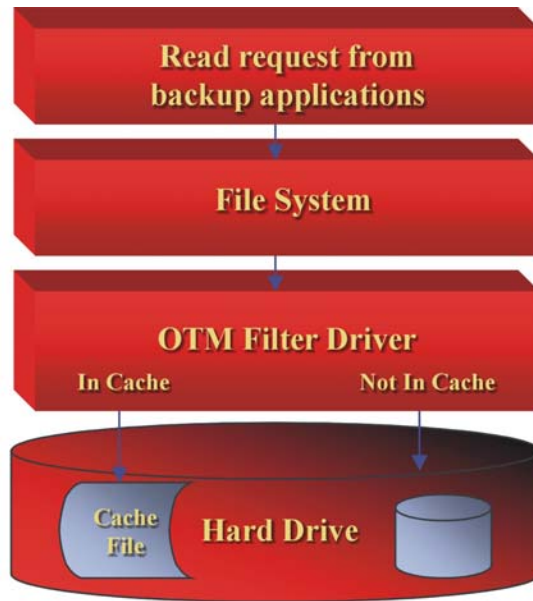 Read request from
backup applications
File System
OTM Filter Driver
In Cache
Not In Cache
Cache
File
Hard Drive